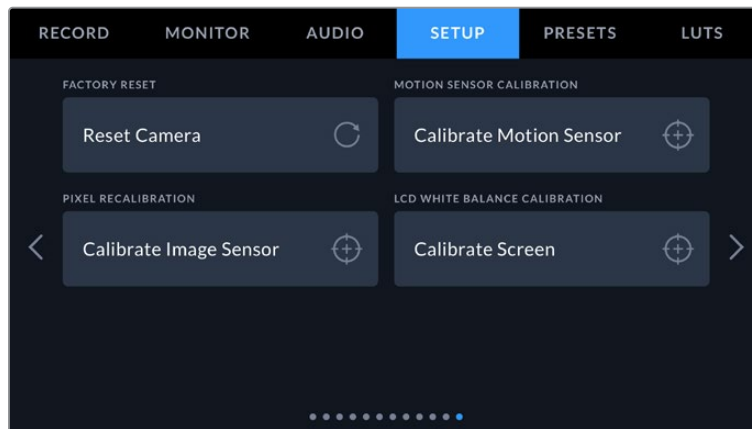 RECORD MONITOR AUDIO SETUP PRESETS LUTS
FACTORY RESET
Reset Camera
MOTION SENSOR CALIBRATION
Calibrate Motion Sensor
PIXEL RECALIBRATION
Calibrate Image Sensor
LCD WHITE BALANCE CALIBRATION
Calibrate Screen